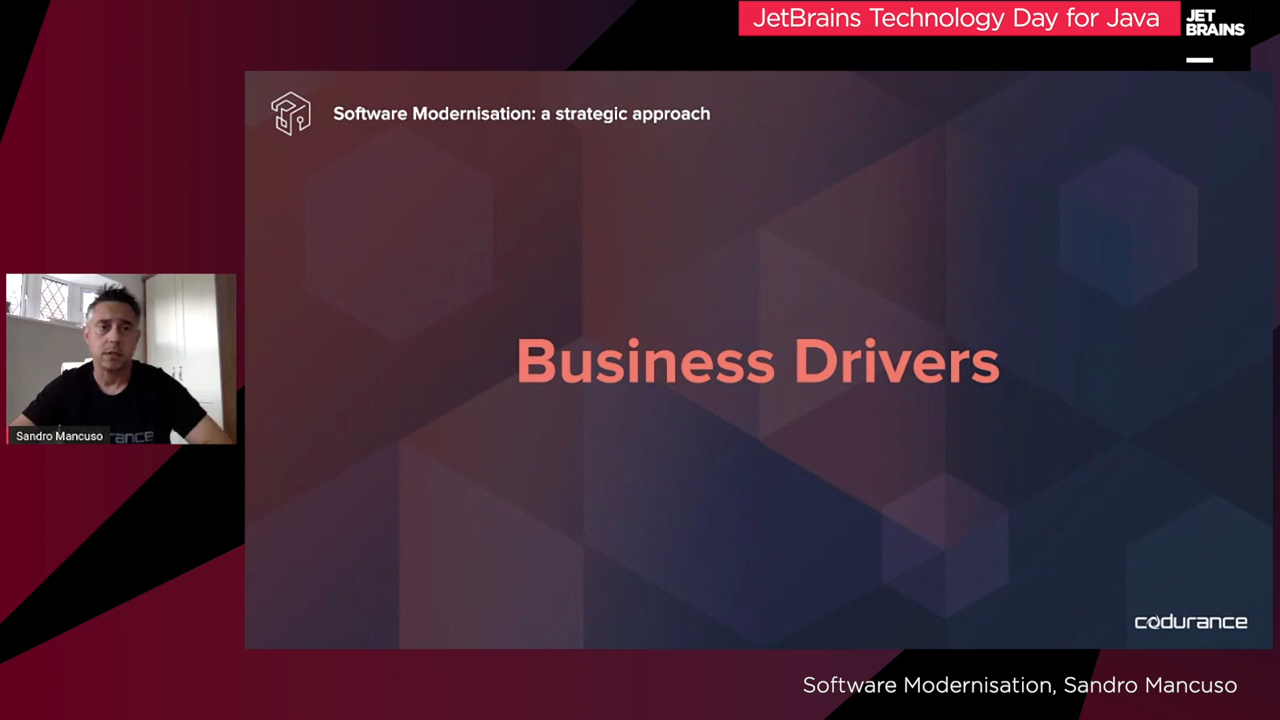 JetBrains Technology Day for Java
JET
BRAINS
Software Modernisation: a strategic approach
Business Drivers
Sandro Mancuso
rance
codurance
Software Modernisation, Sandro Mancuso